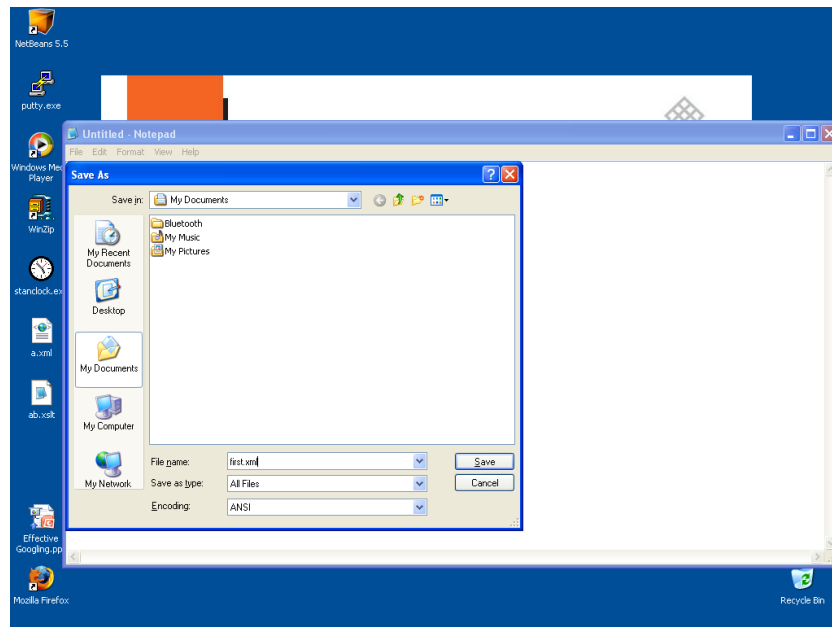 NetBeans 5.5
putty.exe
Windows Med
Player
WinZip
stanclock.ex
a.xml
ab.xslt
Effective
Googling.pp
Mozilla Firefox
Recycle Bin
Untitled - Notepad
File Edit Format View Help
Save As
Save in: My Documents
My Recent
Documents
Desktop
My Documents
My Computer
My Network
Bluetooth
My Music
My Pictures
File name: first.xml Save
Save as type: All Files Cancel
Encoding: ANSI